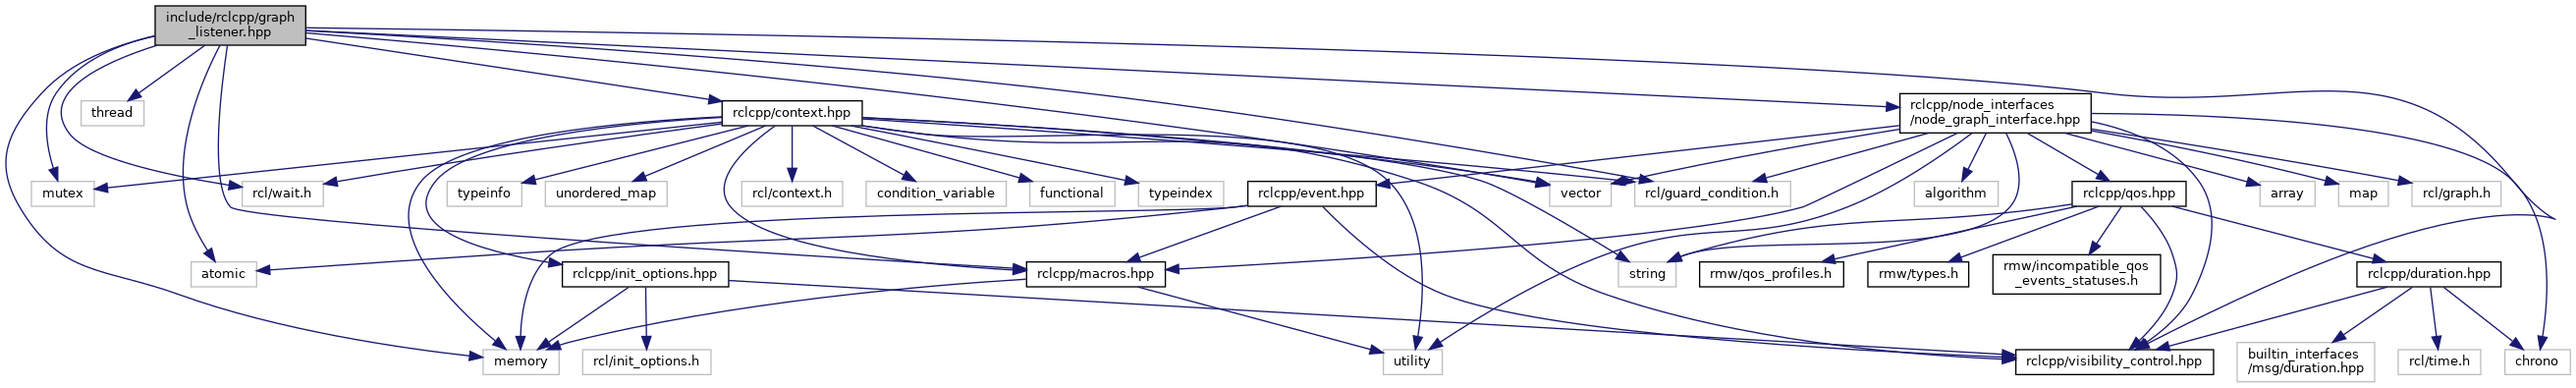 include/rclcpp/graph
_listener.hpp
thread
rclcpp/context.hpp
rclcpp/node_interfaces
/node_graph_interface.hpp
mutex
rcl/wait.h
typeinfo
unordered_map
rcl/context.h
condition_variable
functional
typeindex
rclcpp/event.hpp
vector
rcl/guard_condition.h
algorithm
rclcpp/qos.hpp
array
map
rcl/graph.h
atomic
rclcpp/init_options.hpp
rclcpp/macros.hpp
string
rmw/qos_profiles.h
rmw/types.h
rmw/incompatible_qos
_events_statuses.h
rclcpp/duration.hpp
memory
rcl/init_options.h
utility
rclcpp/visibility_control.hpp
builtin_interfaces
/msg/duration.hpp
rcl/time.h
chrono